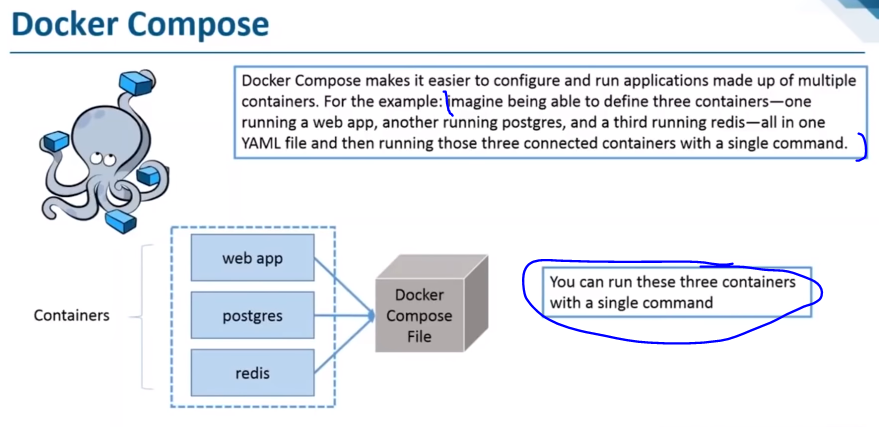 Docker Compose
Docker Compose makes it easier to configure and run applications made up of multiple
containers. For the example: imagine being able to define three containers—one
running a web app, another running postgres, and a third running redis—all in one
YAML file and then running those three connected containers with a single command.
web app
postgres
redis
Containers
Docker
Compose
File
You can run these three containers
with a single command